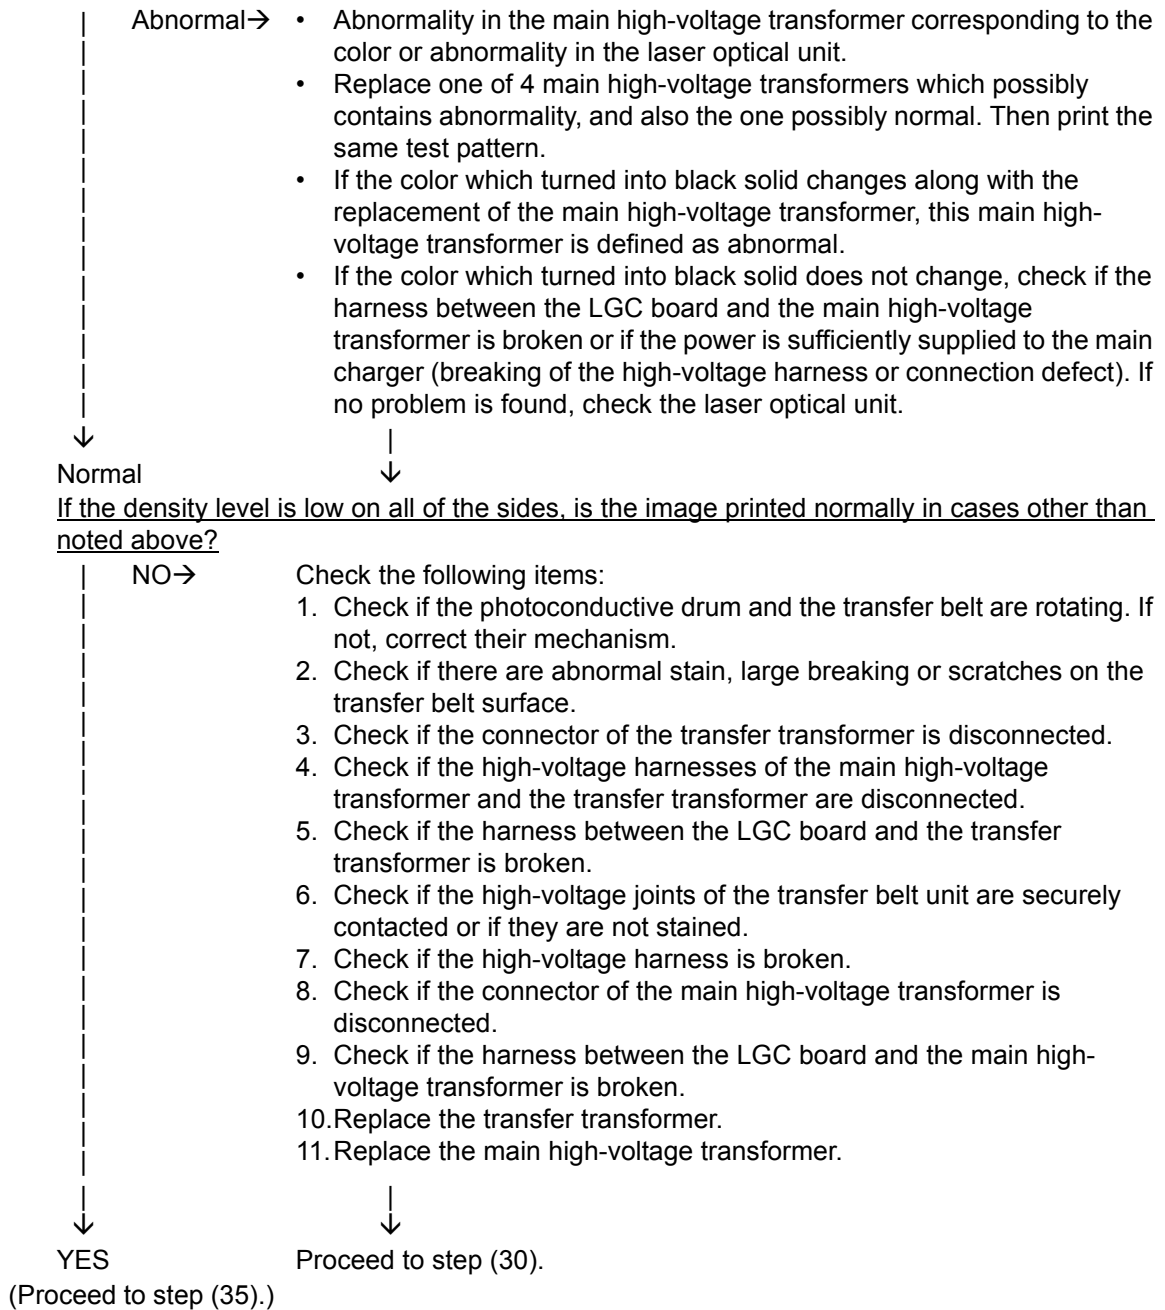 Abnormal→ • Abnormality in the main high-voltage transformer corresponding to the
color or abnormality in the laser optical unit.
• Replace one of 4 main high-voltage transformers which possibly
contains abnormality, and also the one possibly normal. Then print the
same test pattern.
• If the color which turned into black solid changes along with the
replacement of the main high-voltage transformer, this main high-
voltage transformer is defined as abnormal.
• If the color which turned into black solid does not change, check if the
harness between the LGC board and the main high-voltage
transformer is broken or if the power is sufficiently supplied to the main
charger (breaking of the high-voltage harness or connection defect). If
no problem is found, check the laser optical unit.
Normal
If the density level is low on all of the sides, is the image printed normally in cases other than
noted above?
NO→ Check the following items:
1. Check if the photoconductive drum and the transfer belt are rotating. If
not, correct their mechanism.
2. Check if there are abnormal stain, large breaking or scratches on the
transfer belt surface.
3. Check if the connector of the transfer transformer is disconnected.
4. Check if the high-voltage harnesses of the main high-voltage
transformer and the transfer transformer are disconnected.
5. Check if the harness between the LGC board and the transfer
transformer is broken.
6. Check if the high-voltage joints of the transfer belt unit are securely
contacted or if they are not stained.
7. Check if the high-voltage harness is broken.
8. Check if the connector of the main high-voltage transformer is
disconnected.
9. Check if the harness between the LGC board and the main high-
voltage transformer is broken.
10.Replace the transfer transformer.
11.Replace the main high-voltage transformer.
YES Proceed to step (30).
(Proceed to step (35).)